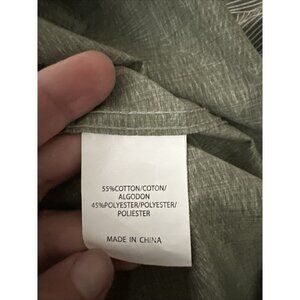 55%COTTON/COTON/
ALGODON
45%POLYESTER/POLYESTER/
POLIESTER
MADE IN CHINA